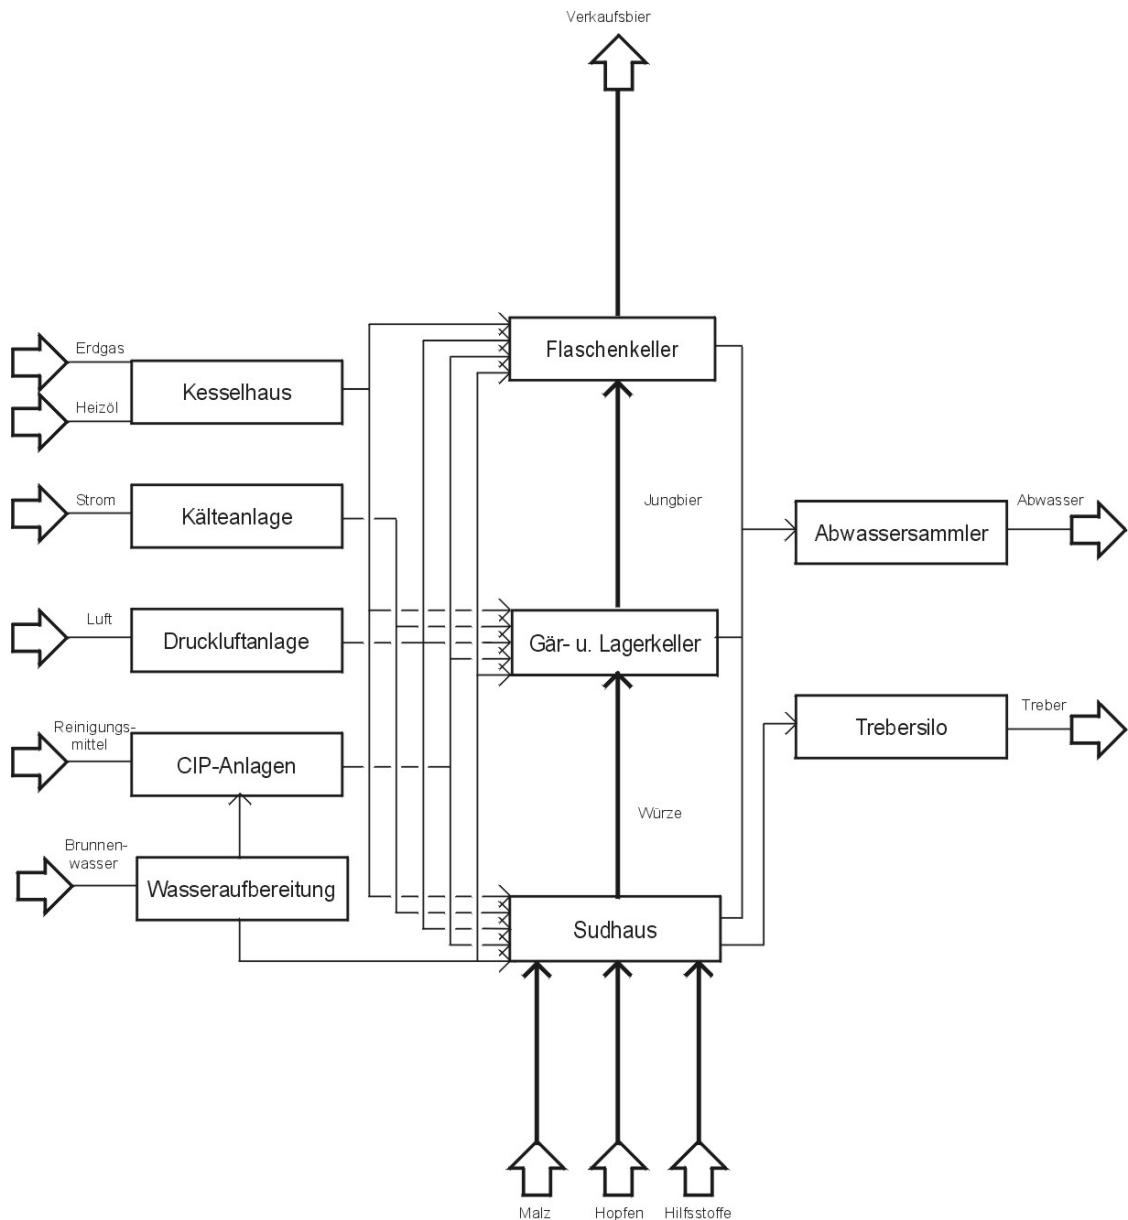 Verkaufsbier
Flaschenkeller
Erdgas
Kesselhaus
Heizöl
Strom
Kälteanlage
Jungbier
Abwassersammler
Abwasser
Luft
Druckluftanlage
Gär- u. Lagerkeller
Reinigungs-
mittel
CIP-Anlagen
Trebersilo
Treber
Würze
Brunnen-
wasser
Wasseraufbereitung
Sudhaus
Malz
Hopfen
Hilfsstoffe